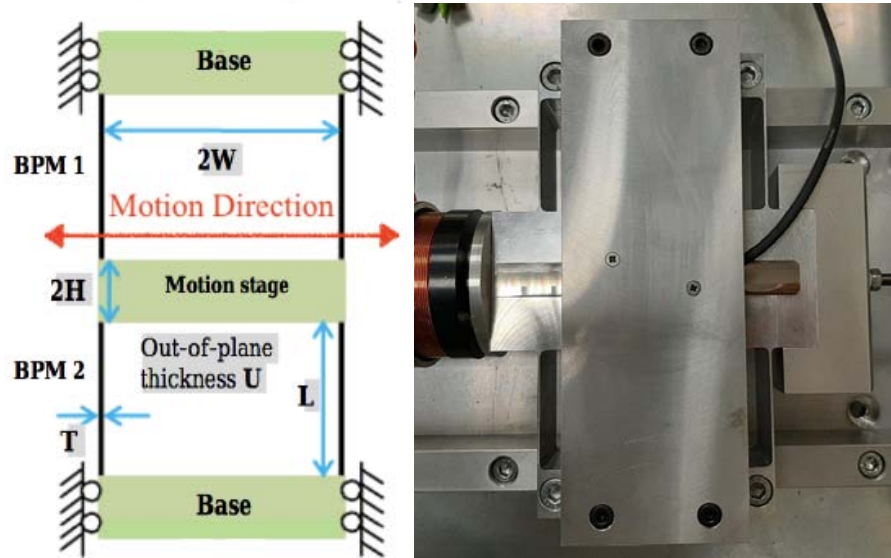 Base
BPM 1
2W
Motion Direction
2H
Motion stage
Out-of-plane
thickness U
BPM 2
L
T
Base